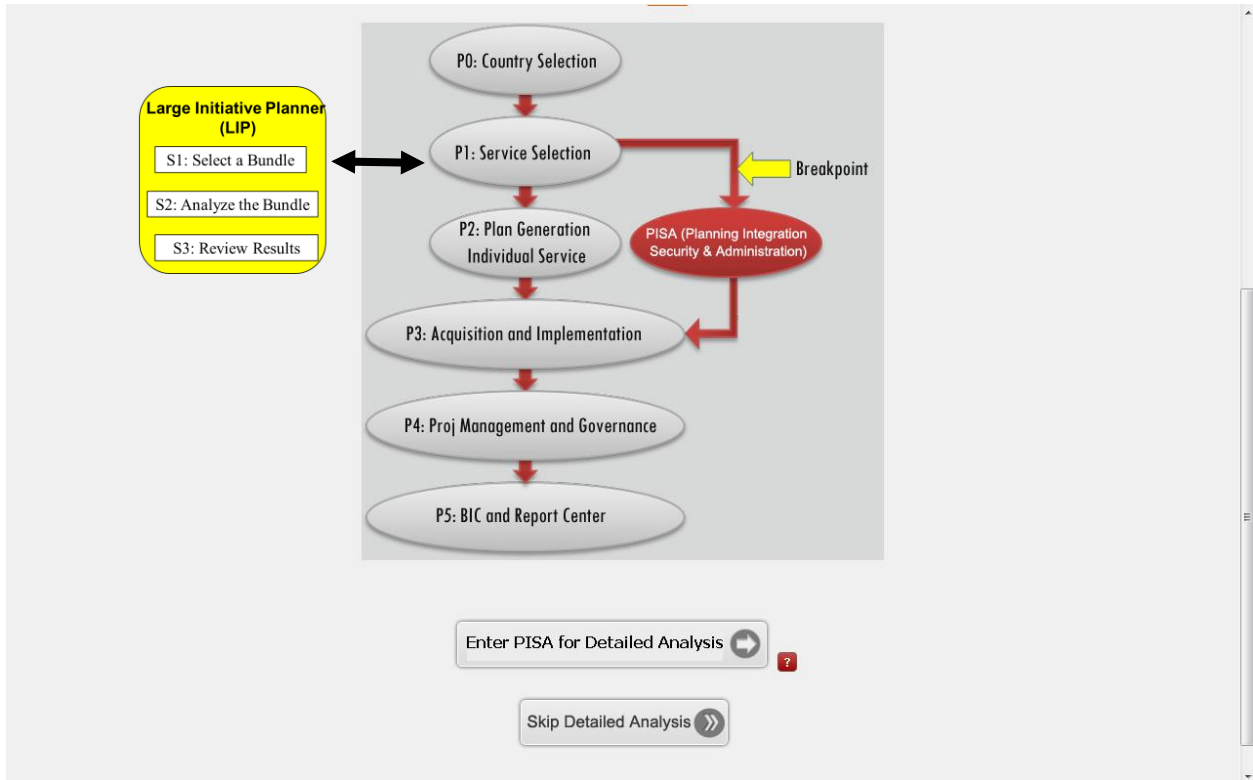 P0: Country Selection
Large Initiative Planner
(LIP)
S1: Select a Bundle
S2: Analyze the Bundle
S3: Review Results
P1: Service Selection
Breakpoint
P2: Plan Generation
Individual Service
PISA (Planning Integration
Security & Administration)
P3: Acquisition and Implementation
P4: Proj Management and Governance
P5: BIC and Report Center
Enter PISA for Detailed Analysis
?
Skip Detailed Analysis